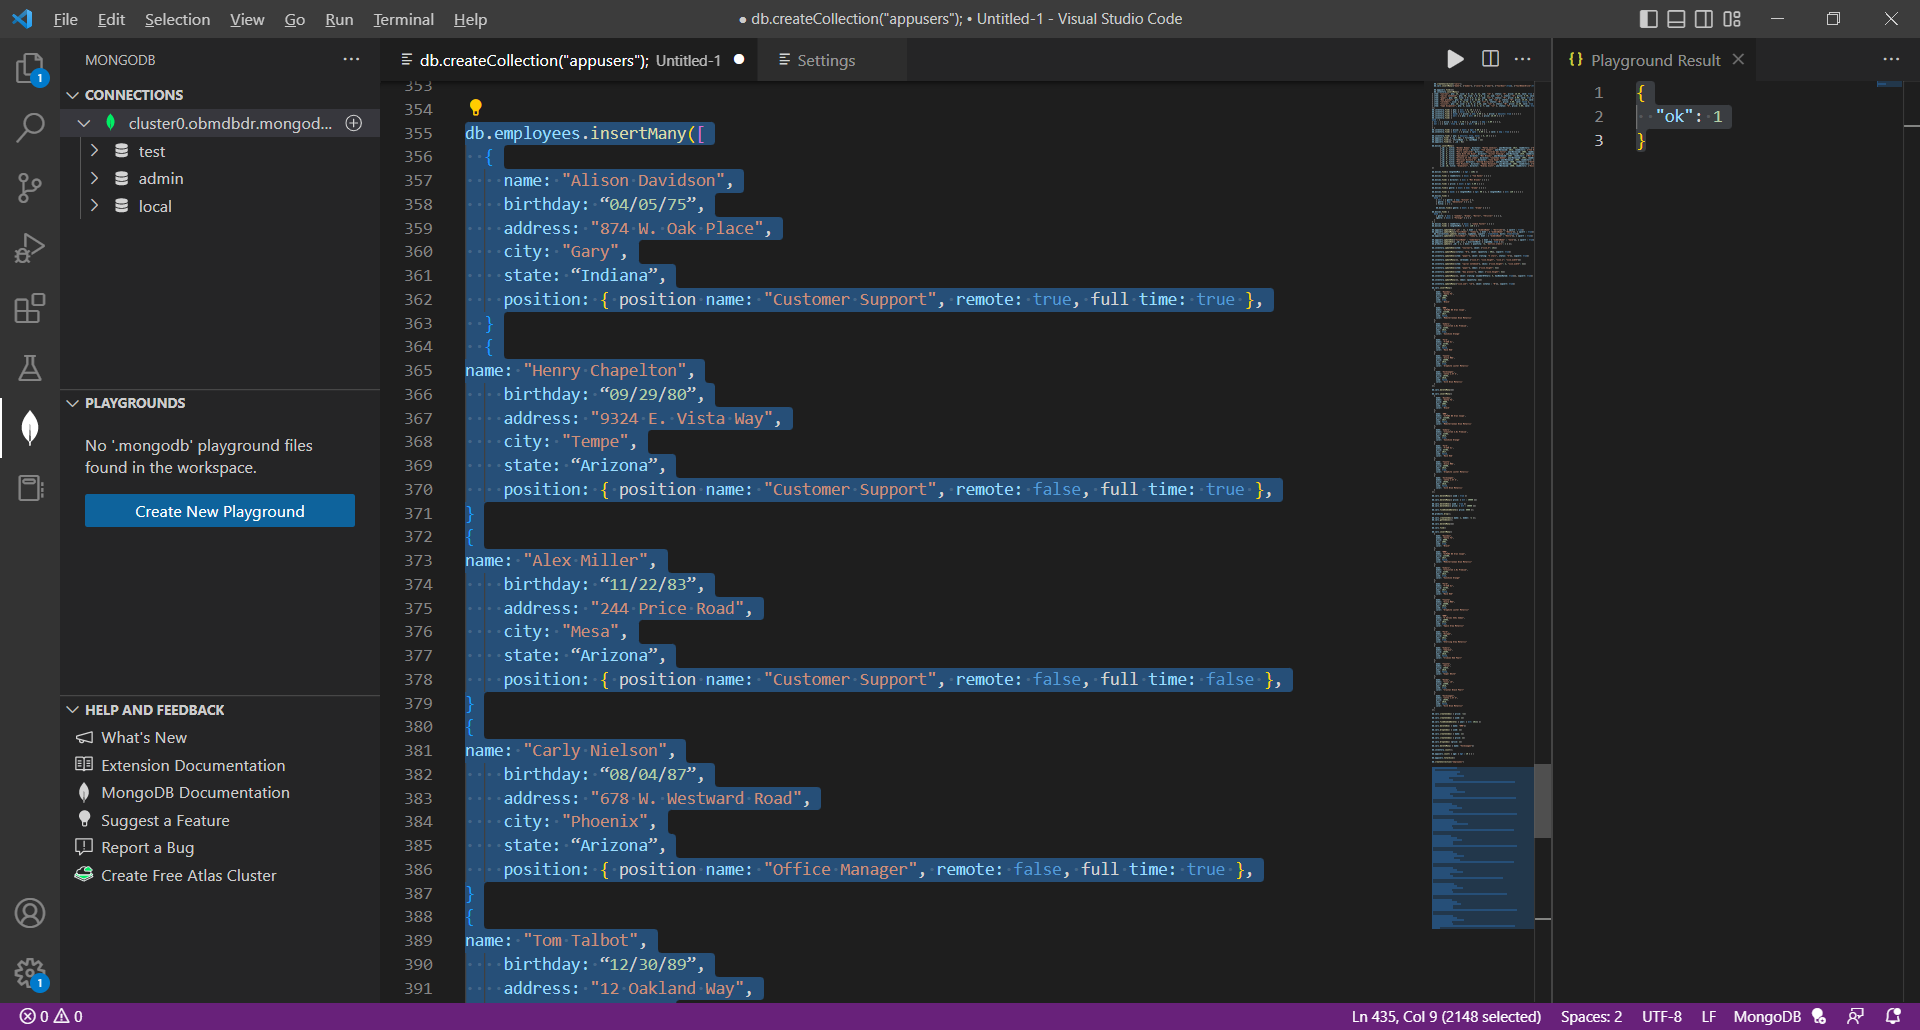 File Edit Selection View Go Run Terminal Help
● db.createCollection("appusers"); • Untitled-1 - Visual Studio Code
MONGODB
CONNECTIONS
cluster0.obmdbdr.mongod...
test
admin
local
PLAYGROUNDS
No '.mongodb' playground files
found in the workspace.
Create New Playground
HELP AND FEEDBACK
What's New
Extension Documentation
MongoDB Documentation
Suggest a Feature
Report a Bug
Create Free Atlas Cluster
1
1
db.createCollection("appusers"); Untitled-1 ●
Settings
353
354
355 db.employees.insertMany([
356 {
357 name: "Alison Davidson",
358 birthday: “04/05/75”,
359 address: "874 W. Oak Place",
360 city: "Gary",
361 state: “Indiana”,
362 position: { position name: "Customer Support", remote: true, full time: true },
363 }
364 {
365 name: "Henry Chapelton",
366 birthday: “09/29/80”,
367 address: "9324 E. Vista Way",
368 city: "Tempe",
369 state: “Arizona”,
370 position: { position name: "Customer Support", remote: false, full time: true },
371 }
372 {
373 name: "Alex Miller",
374 birthday: “11/22/83”,
375 address: "244 Price Road",
376 city: "Mesa",
377 state: “Arizona”,
378 position: { position name: "Customer Support", remote: false, full time: false },
379 }
380 {
381 name: "Carly Nielson",
382 birthday: “08/04/87”,
383 address: "678 W. Westward Road",
384 city: "Phoenix",
385 state: “Arizona”,
386 position: { position name: "Office Manager", remote: false, full time: true },
387 }
388 {
389 name: "Tom Talbot",
390 birthday: “12/30/89”,
391 address: "12 Oakland Way",
{} Playground Result
1 {
2 "ok": 1
3 }
0 0
Ln 435, Col 9 (2148 selected) Spaces: 2 UTF-8 LF MongoDB